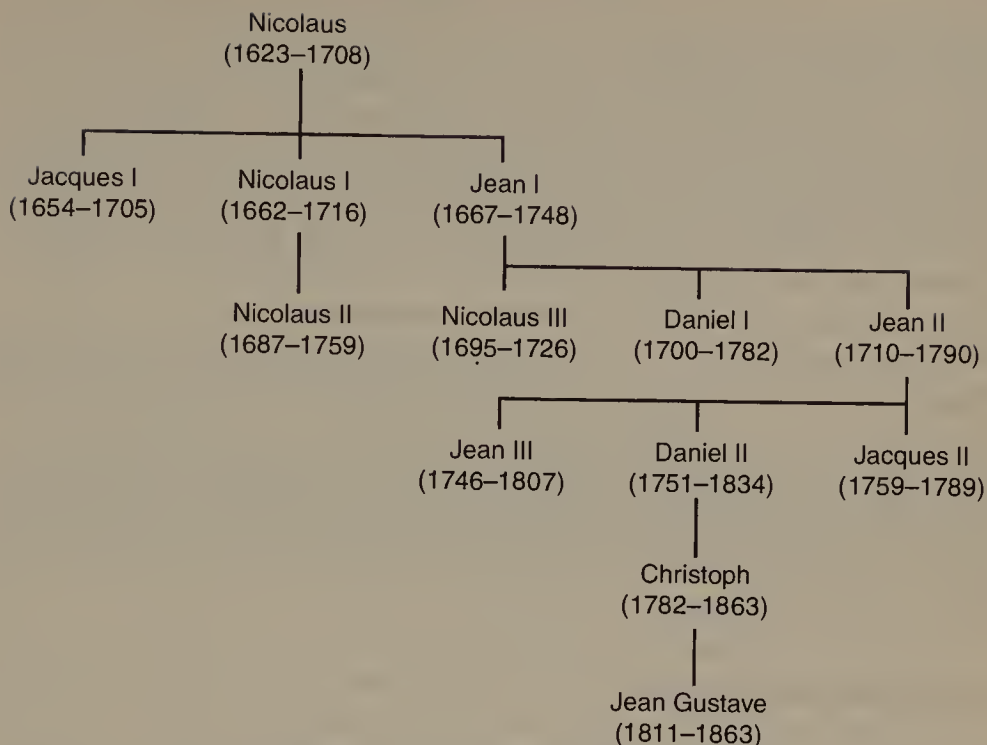 Nicolaus
(1623–1708)
Jacques I
(1654–1705)
Nicolaus I
(1662–1716)
Jean I
(1667–1748)
Nicolaus II
(1687–1759)
Nicolaus III
(1695–1726)
Daniel I
(1700–1782)
Jean II
(1710–1790)
Jean III
(1746–1807)
Daniel II
(1751–1834)
Jacques II
(1759–1789)
Christoph
(1782–1863)
Jean Gustave
(1811–1863)